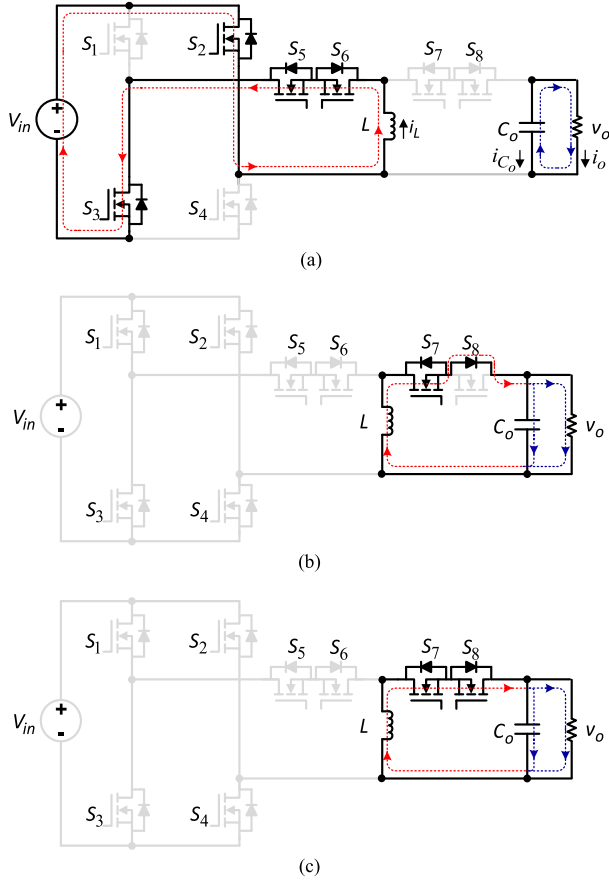 S1 S2 S5 S6 S7 S8
Vin + - L iL Co vo
iCo io
S3 S4
(a)
S1 S2 S5 S6 S7 S8
Vin + - L Co vo
S3 S4
(b)
S1 S2 S5 S6 S7 S8
Vin + - L Co vo
S3 S4
(c)